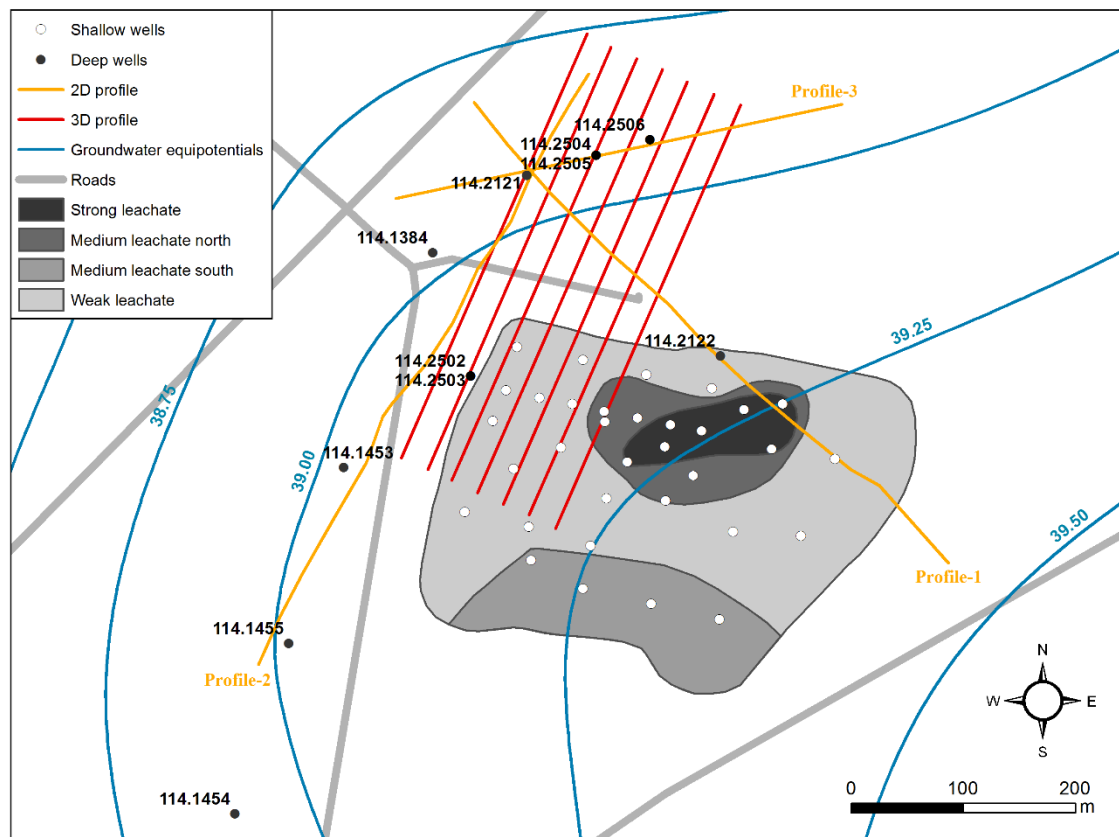 Shallow wells
Deep wells
2D profile
3D profile
Groundwater equipotentials
Roads
Strong leachate
Medium leachate north
Medium leachate south
Weak leachate
Profile-3
114.2506
114.2504
114.2505
114.2121
114.1384
39.25
114.2122
114.2502
114.2503
38.75
39.00
114.1453
39.50
Profile-1
114.1455
Profile-2
114.1454
N
W
E
S
0
100
200
m